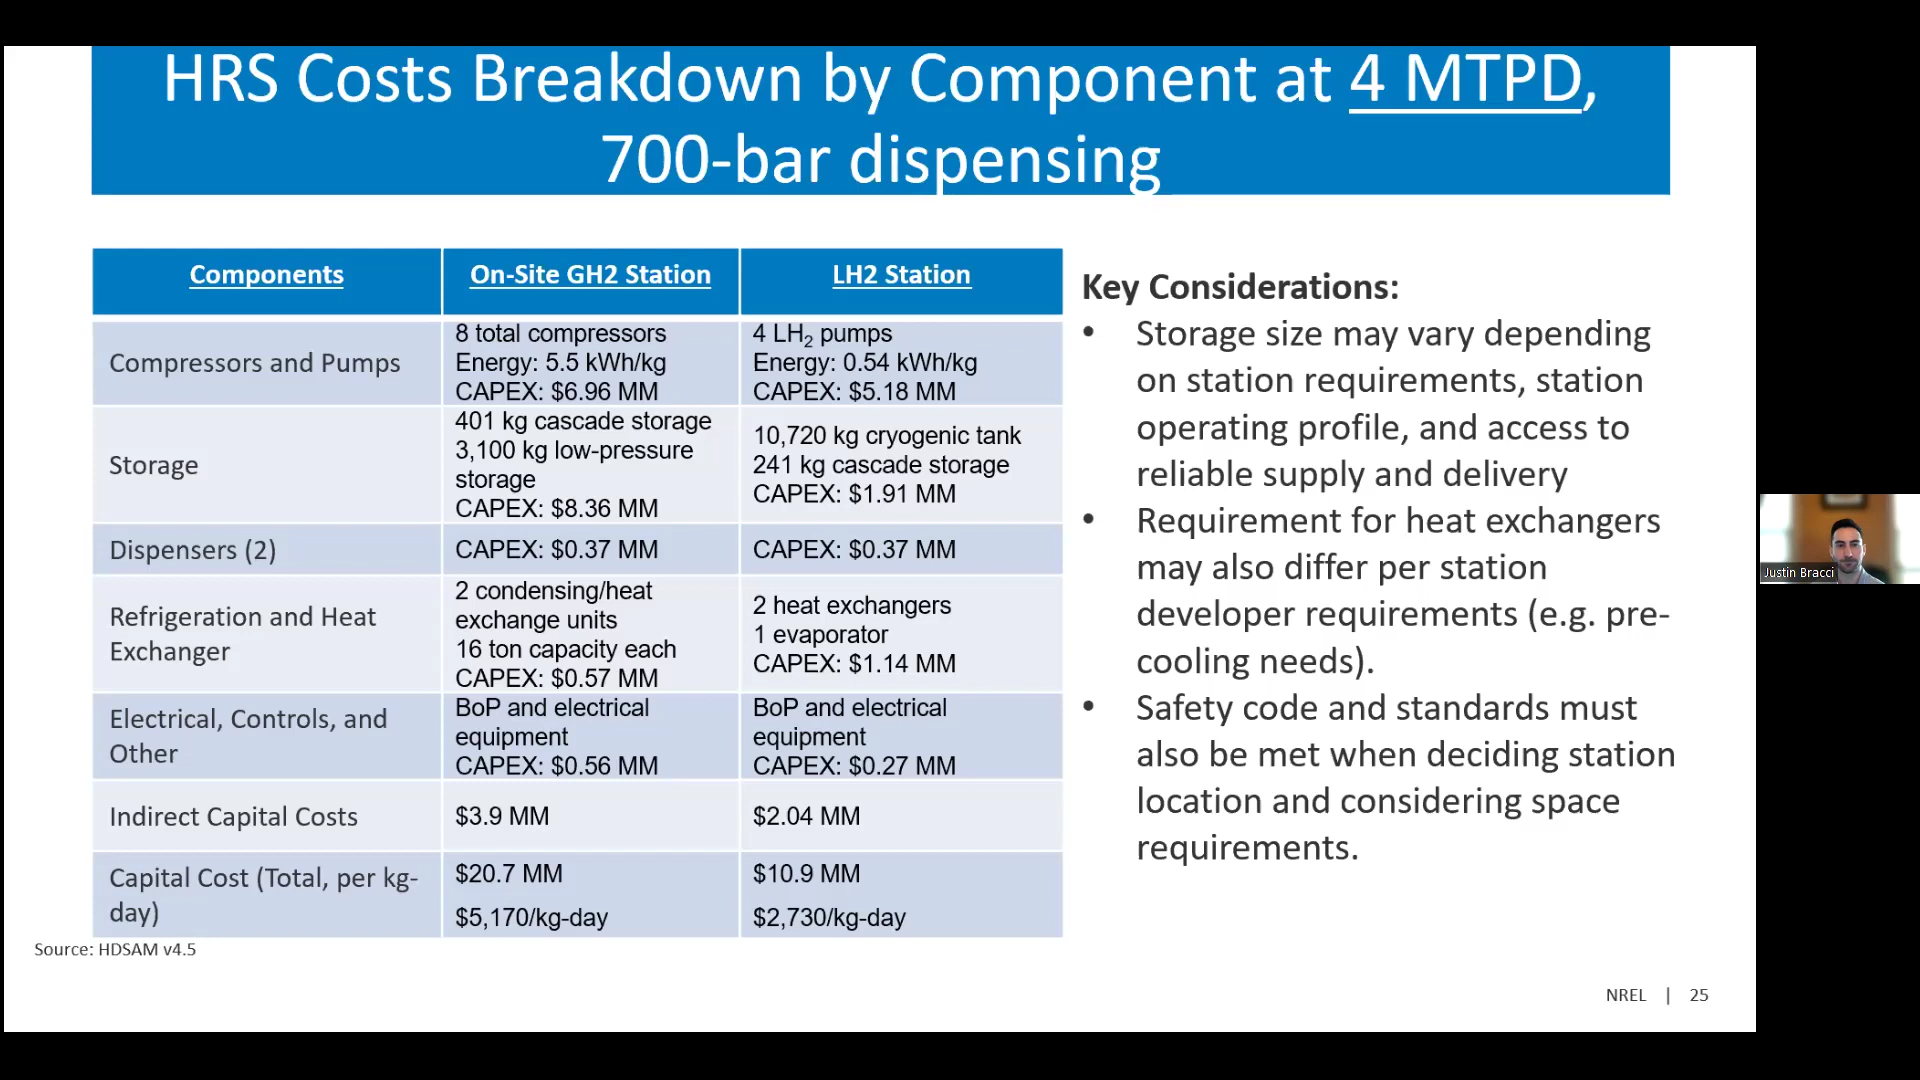 HRS Costs Breakdown by Component at 4 MTPD,
700-bar dispensing
Components
On-Site GH2 Station
LH2 Station
Compressors and Pumps
8 total compressors
Energy: 5.5 kWh/kg
CAPEX: $6.96 MM
4 LH₂ pumps
Energy: 0.54 kWh/kg
CAPEX: $5.18 MM
Storage
401 kg cascade storage
3,100 kg low-pressure
storage
CAPEX: $8.36 MM
10,720 kg cryogenic tank
241 kg cascade storage
CAPEX: $1.91 MM
Dispensers (2)
CAPEX: $0.37 MM
CAPEX: $0.37 MM
Refrigeration and Heat
Exchanger
2 condensing/heat
exchange units
16 ton capacity each
CAPEX: $0.57 MM
2 heat exchangers
1 evaporator
CAPEX: $1.14 MM
Electrical, Controls, and
Other
BoP and electrical
equipment
CAPEX: $0.56 MM
BoP and electrical
equipment
CAPEX: $0.27 MM
Indirect Capital Costs
$3.9 MM
$2.04 MM
Capital Cost (Total, per kg-
day)
$20.7 MM
$5,170/kg-day
$10.9 MM
$2,730/kg-day
Source: HDSAM v4.5
Key Considerations:
• Storage size may vary depending
on station requirements, station
operating profile, and access to
reliable supply and delivery
• Requirement for heat exchangers
may also differ per station
developer requirements (e.g. pre-
cooling needs).
• Safety code and standards must
also be met when deciding station
location and considering space
requirements.
NREL | 25
Justin Bracci